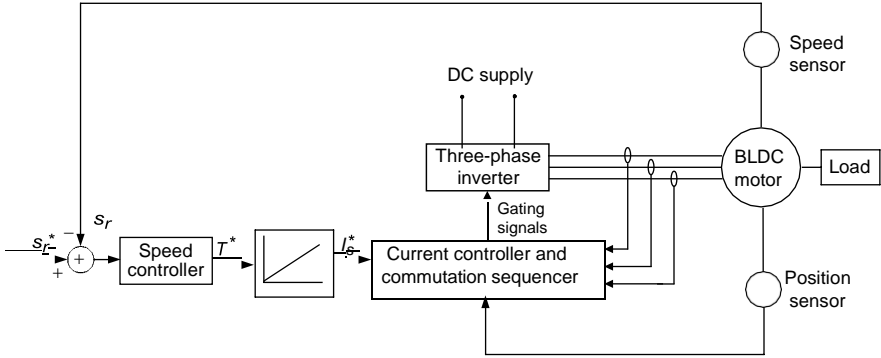 Speed
sensor
DC supply
Three-phase
inverter
BLDC
motor
Load
Gating
signals
−
s_r
s_r*
+
+
Speed
controller
T*
I_s*
Current controller and
commutation sequencer
Position
sensor